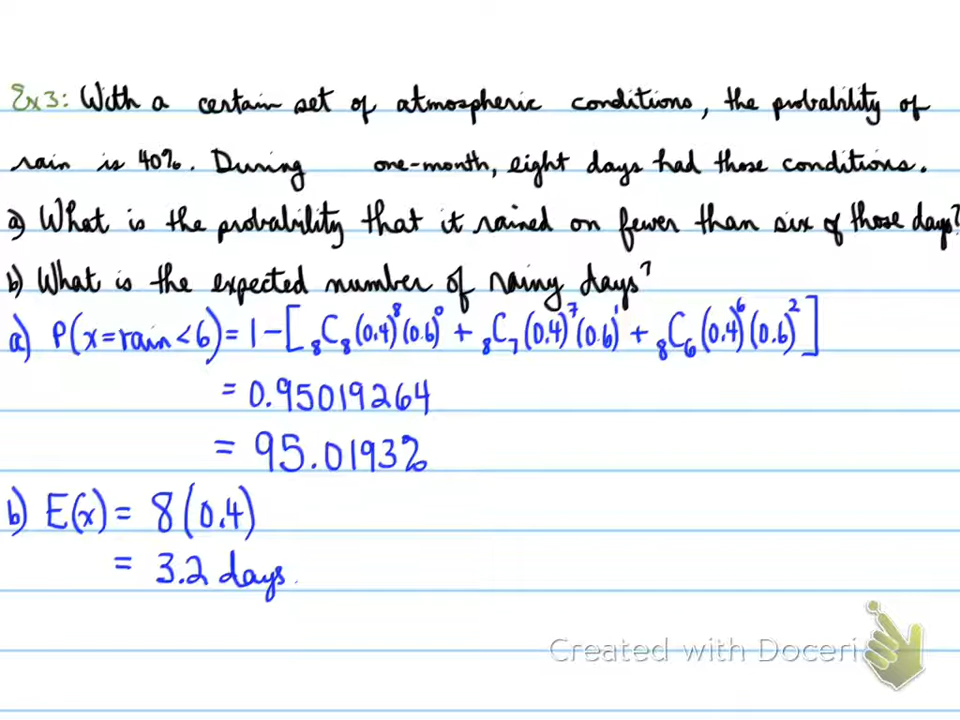 Ex3: With a certain set of atmospheric conditions, the probability of
rain is 40%. During one-month, eight days had those conditions.
a) What is the probability that it rained on fewer than six of those days?
b) What is the expected number of rainy days?
a) P(x=rain<6) = 1 - [₈C₈(0.4)⁸(0.6)⁰ + ₈C₇(0.4)⁷(0.6)¹ + ₈C₆(0.4)⁶(0.6)²]
= 0.95019264
= 95.0193%
b) E(x) = 8(0.4)
= 3.2 days.
Created with Doceri